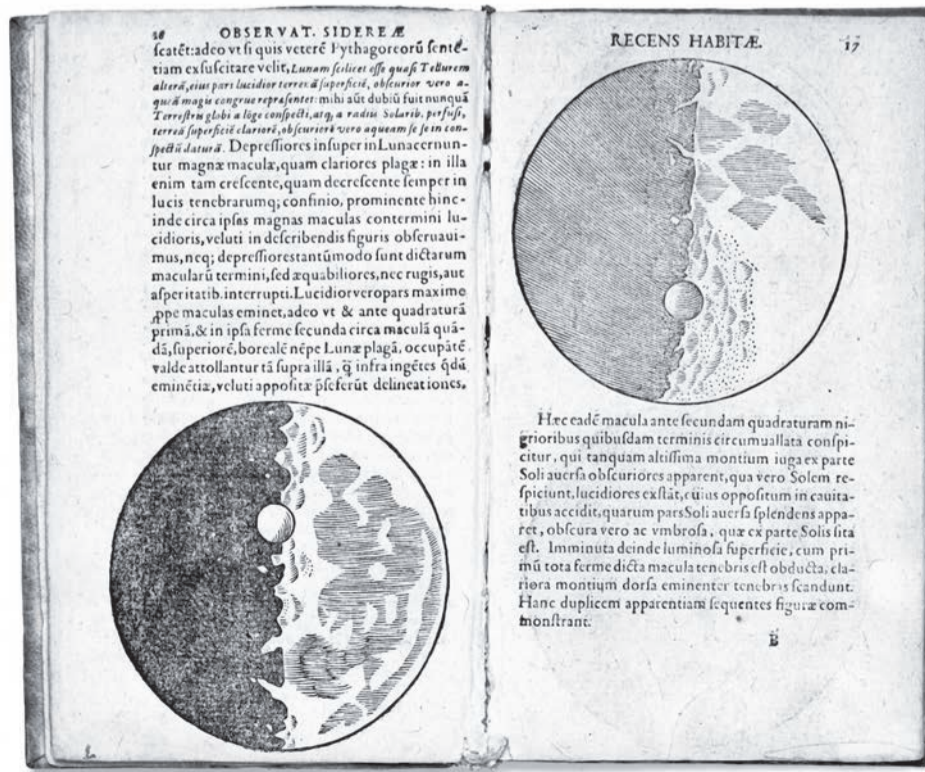 16 OBSERVAT. SIDEREÆ
ſcatēt: adeo vt ſi quis veterē Pythagoreorū ſentē-
tiam exſuſcitare velit, Lunam ſcilicet eſſe quaſi Tellurem
alterā, eius pars lucidior terrenā ſuperficiē, obſcurior vero a-
queā magis congrue repræſentet: mihi aūt dubiū fuit nunquā
Terreſtris globi a lōge conſpecti, atq; a radiis Solarib. perfuſi,
terreā ſuperficiē clariorē, obſcuriorē vero aqueam ſe ſe in con-
ſpectū daturā. Depreſſiores inſuper in Luna cernun-
tur magnæ maculæ, quam clariores plagæ: in illa
enim tam creſcente, quam decreſcente ſemper in
lucis tenebrarumq; confinio, prominente hinc
inde circa ipſas magnas maculas contermini lu-
cidioris, veluti in deſcribendis figuris obſeruaui-
mus, neq; depreſſiores tantūmodo ſunt dictarum
macularū termini, ſed æquabiliores, nec rugis, aut
aſperitatib. interrupti. Lucidior vero pars maxime
ꝓpe maculas eminet, adeo vt & ante quadraturā
primā, & in ipſa ferme ſecunda circa maculā quā-
dā, ſuperiorē, borealē nēpe Lunæ plagā, occupātē
valde attollantur tā ſupra illā, q̄ infra ingētes q̄dā
eminētiæ, veluti appoſitæ p̄ſeferūt delineationes.
RECENS HABITÆ. 17
Hæc eadē macula ante ſecundam quadraturam ni-
grioribus quibuſdam terminis circumuallata conſpi-
citur, qui tanquam altiſſima montium iuga ex parte
Soli auerſa obſcuriores apparent, qua vero Solem re-
ſpiciunt, lucidiores exſtāt, cūius oppoſitum in cauita-
tibus accidit, quarum pars Soli auerſa ſplendens appa-
ret, obſcura vero ac vmbroſa, quæ ex parte Solis ſita
eſt. Imminuta deinde luminoſa ſuperficie, cum pri-
mū tota ferme dicta macula tenebris eſt obducta, cla-
riora montium dorſa eminenter tenebris ſcandunt.
Hanc duplicem apparentiam ſequentes figuræ com-
monſtrant.
B